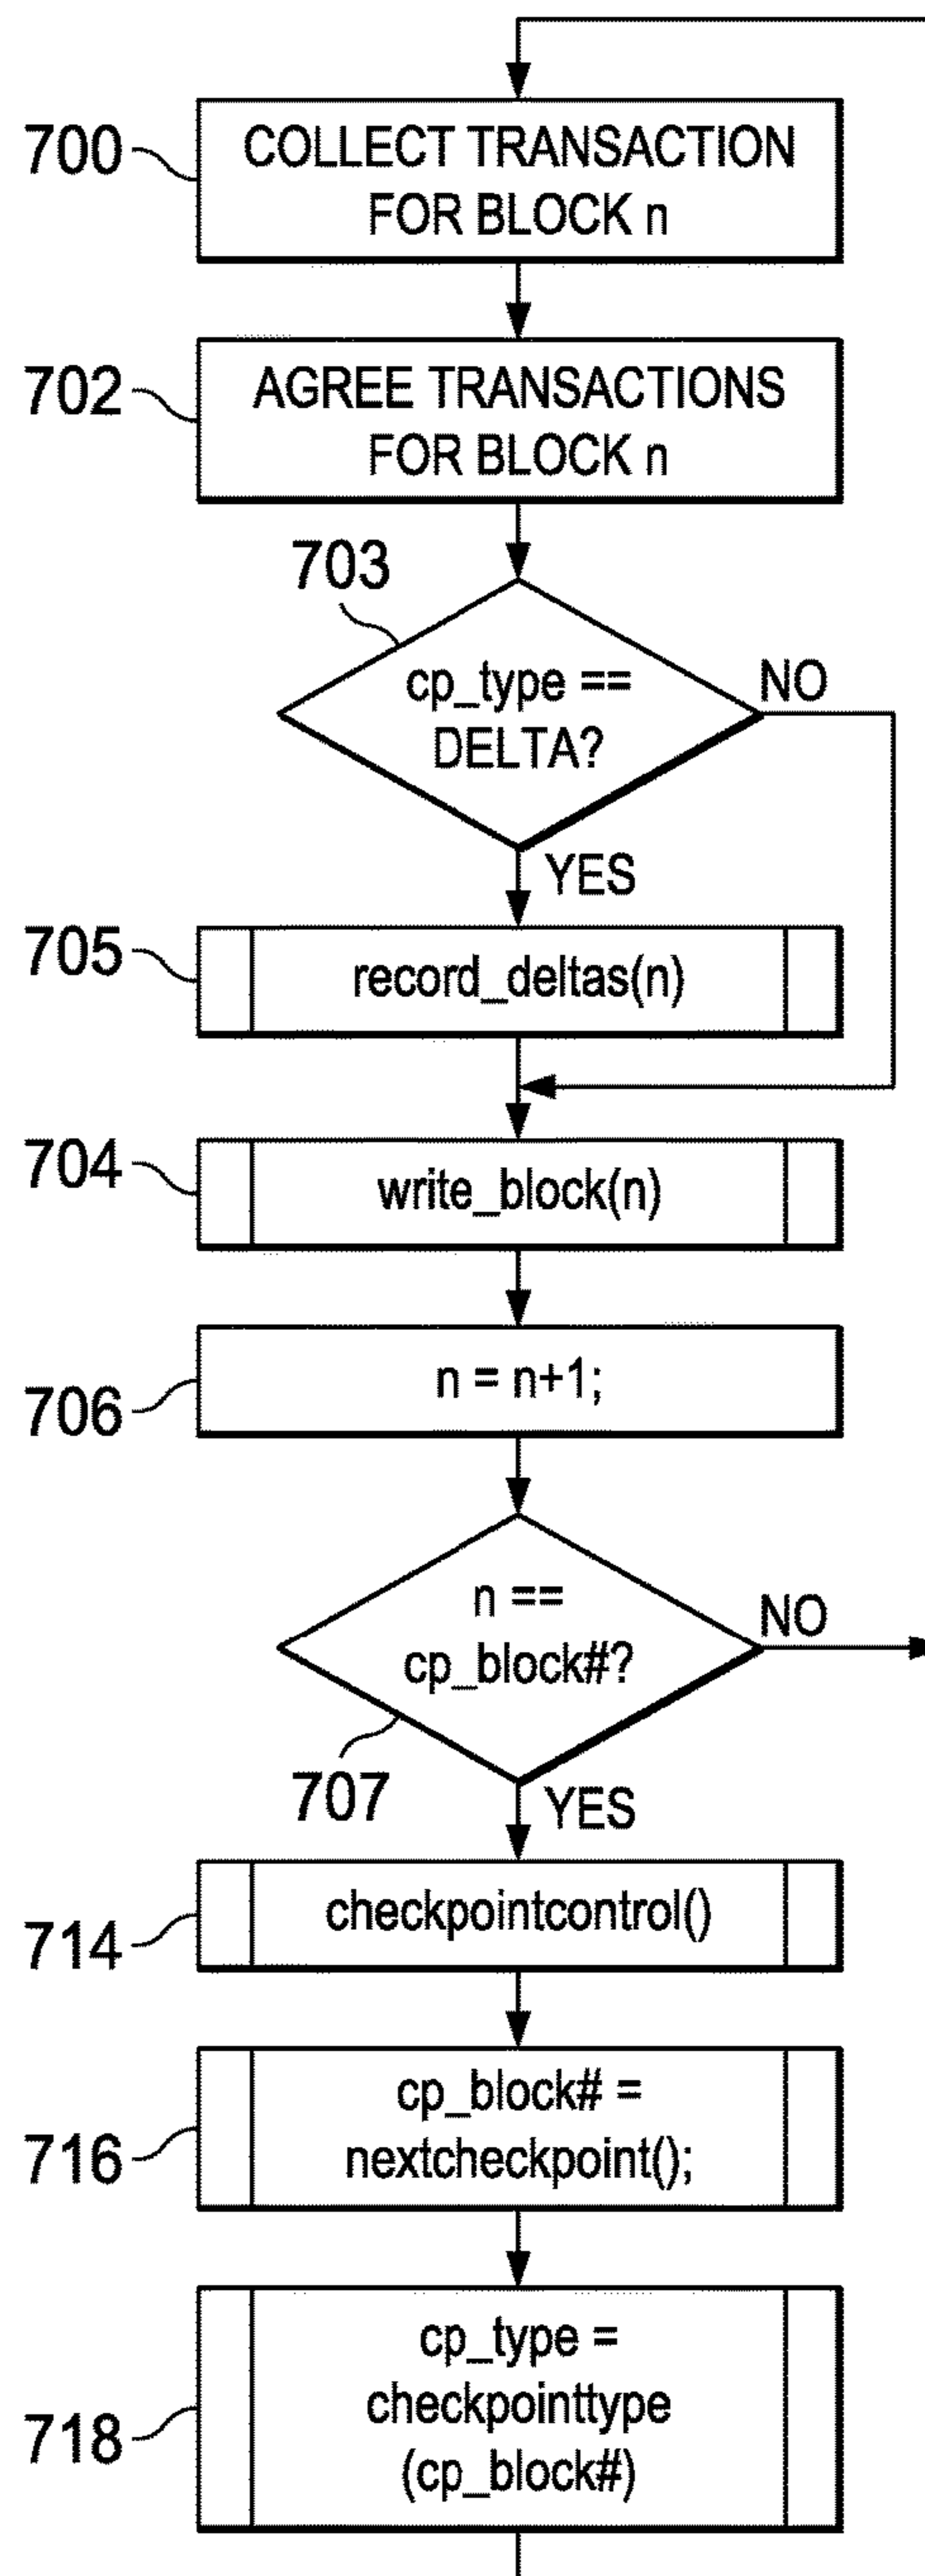 700
COLLECT TRANSACTION
FOR BLOCK n
702
AGREE TRANSACTIONS
FOR BLOCK n
703
cp_type ==
DELTA?
NO
YES
705
record_deltas(n)
704
write_block(n)
706
n = n+1;
n ==
cp_block#?
NO
707
YES
714
checkpointcontrol()
716
cp_block# =
nextcheckpoint();
718
cp_type =
checkpointtype
(cp_block#)